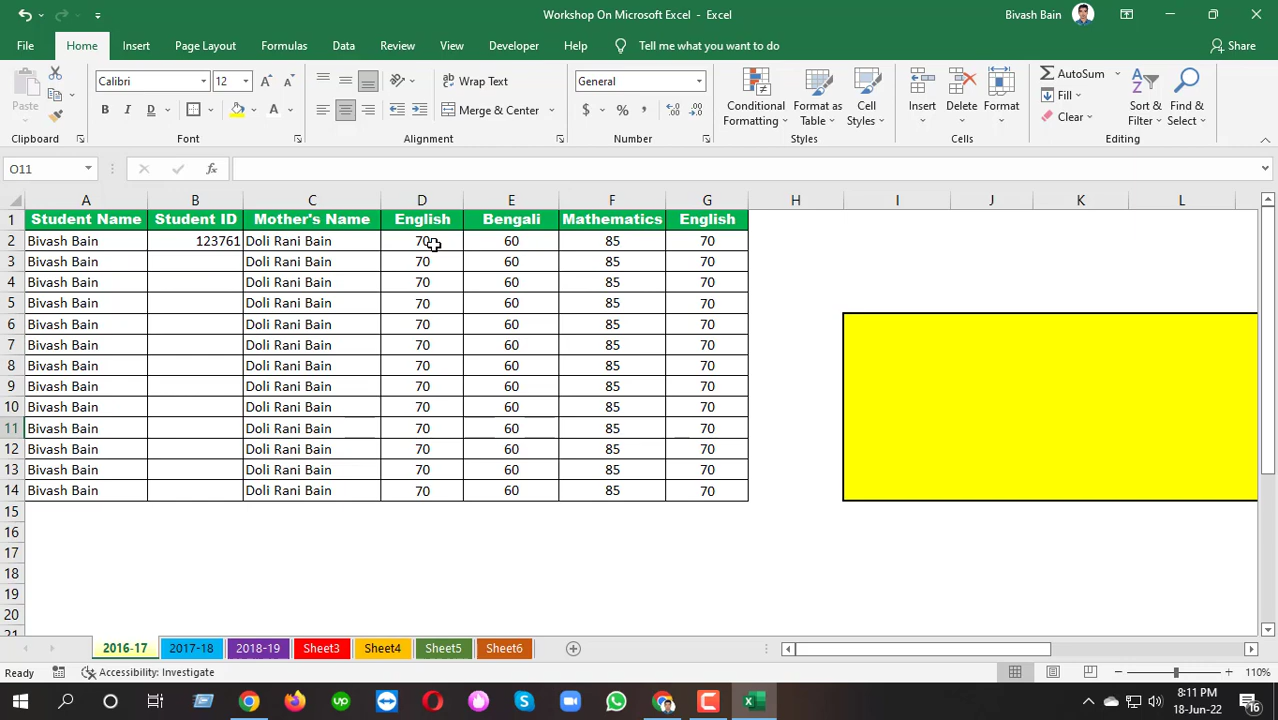 Workshop On Microsoft Excel - Excel
Bivash Bain
File Home Insert Page Layout Formulas Data Review View Developer Help Tell me what you want to do Share
Paste
Calibri 12
B I D A
Wrap Text
Merge & Center
General
$ %
Conditional Formatting
Format as Table
Cell Styles
Insert
Delete
Format
AutoSum
Fill
Clear
Sort & Filter
Find & Select
Clipboard Font Alignment Number Styles Cells Editing
O11 fx
A B C D E F G H I J K L
1 Student Name Student ID Mother's Name English Bengali Mathematics English
2 Bivash Bain 123761 Doli Rani Bain 70 60 85 70
3 Bivash Bain Doli Rani Bain 70 60 85 70
4 Bivash Bain Doli Rani Bain 70 60 85 70
5 Bivash Bain Doli Rani Bain 70 60 85 70
6 Bivash Bain Doli Rani Bain 70 60 85 70
7 Bivash Bain Doli Rani Bain 70 60 85 70
8 Bivash Bain Doli Rani Bain 70 60 85 70
9 Bivash Bain Doli Rani Bain 70 60 85 70
10 Bivash Bain Doli Rani Bain 70 60 85 70
11 Bivash Bain Doli Rani Bain 70 60 85 70
12 Bivash Bain Doli Rani Bain 70 60 85 70
13 Bivash Bain Doli Rani Bain 70 60 85 70
14 Bivash Bain Doli Rani Bain 70 60 85 70
15
16
17
18
19
20
21
2016-17 2017-18 2018-19 Sheet3 Sheet4 Sheet5 Sheet6
Ready Accessibility: Investigate 110%
8:11 PM
18-Jun-22
16